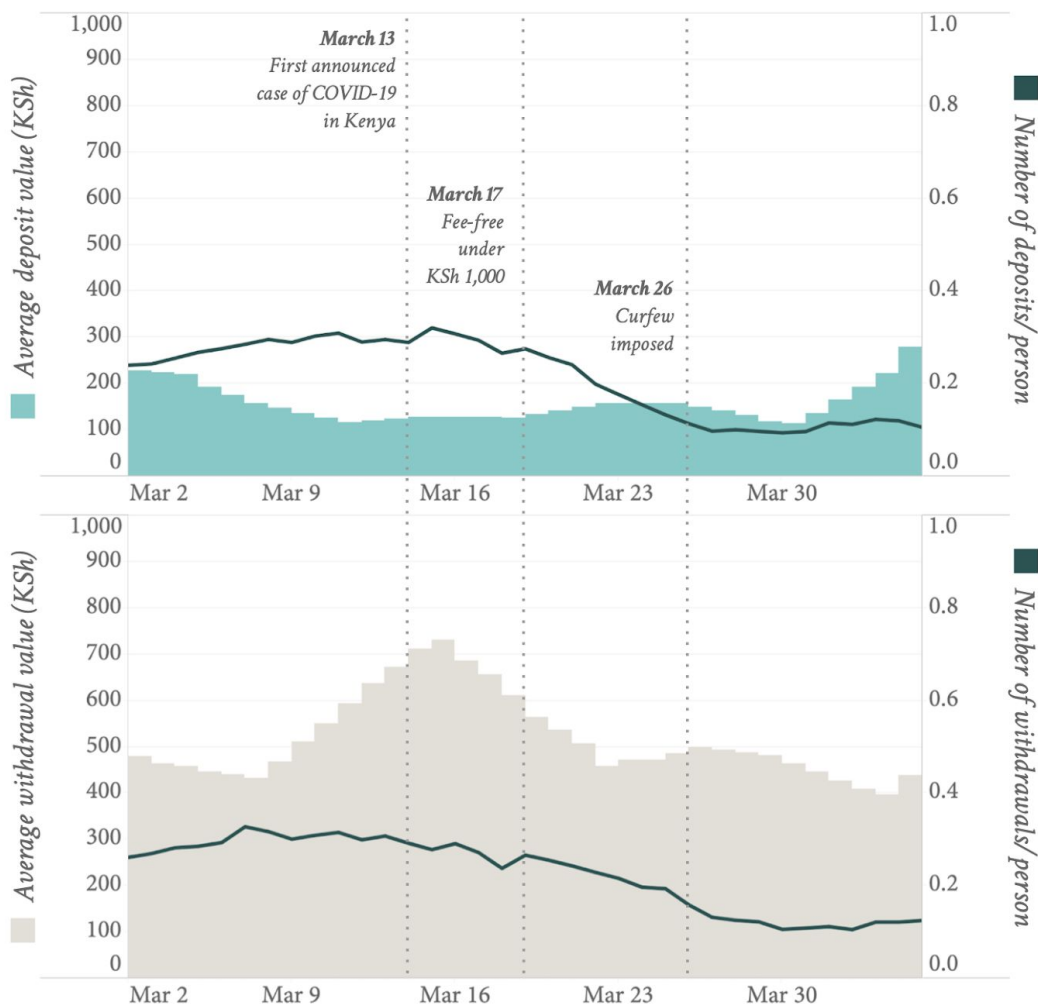 1,000
900
800
700
600
500
400
300
200
100
0
Average deposit value (KSh)
March 13
First announced
case of COVID-19
in Kenya
March 17
Fee-free
under
KSh 1,000
March 26
Curfew
imposed
1.0
0.8
0.6
0.4
0.2
0.0
Number of deposits/ person
Mar 2 Mar 9 Mar 16 Mar 23 Mar 30
1,000
900
800
700
600
500
400
300
200
100
0
Average withdrawal value (KSh)
1.0
0.8
0.6
0.4
0.2
0.0
Number of withdrawals/ person
Mar 2 Mar 9 Mar 16 Mar 23 Mar 30